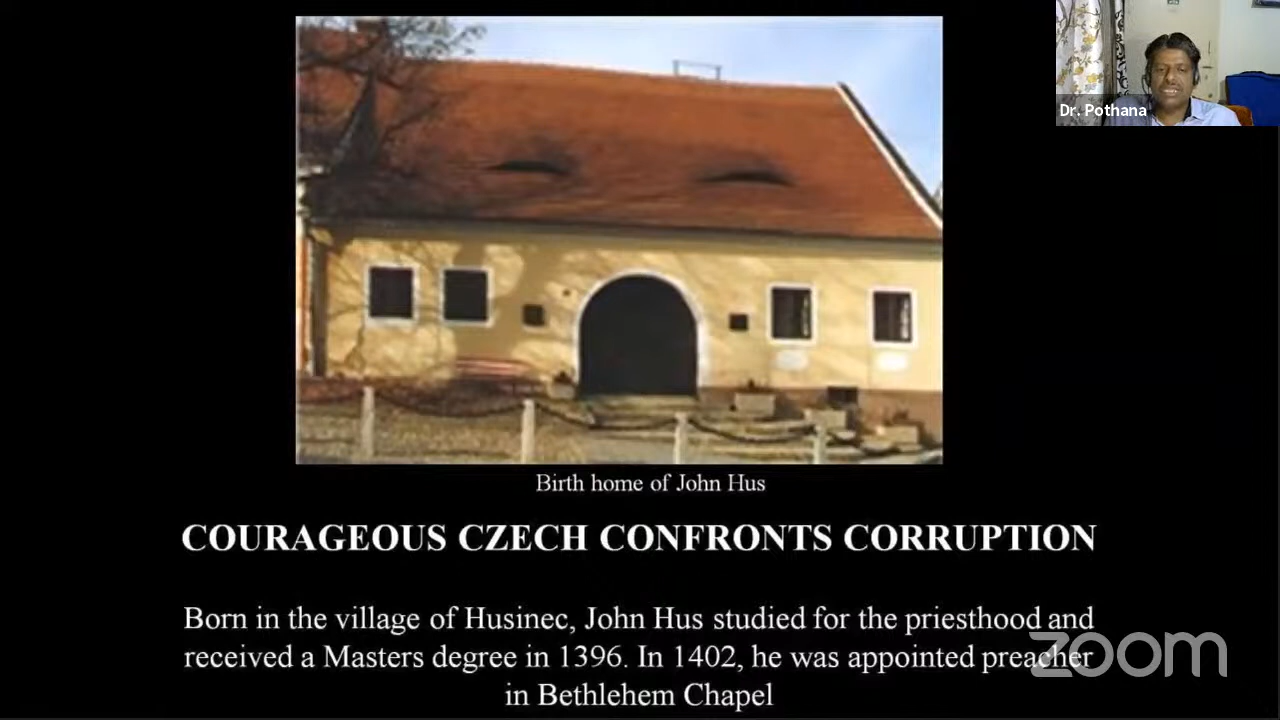 Dr. Pothana
Birth home of John Hus
COURAGEOUS CZECH CONFRONTS CORRUPTION
Born in the village of Husinec, John Hus studied for the priesthood and
received a Masters degree in 1396. In 1402, he was appointed preacher
in Bethlehem Chapel
zoom